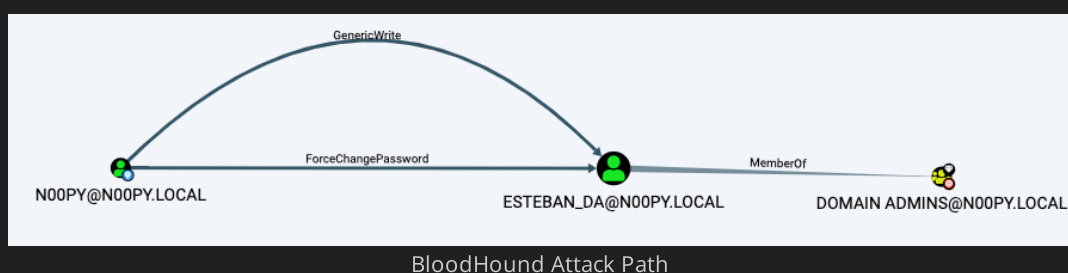 GenericWrite
ForceChangePassword
MemberOf
N00PY@N00PY.LOCAL
ESTEBAN_DA@N00PY.LOCAL
DOMAIN ADMINS@N00PY.LOCAL
BloodHound Attack Path